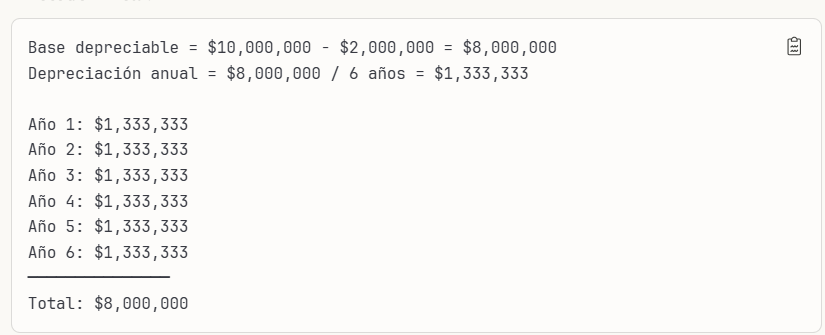 Base depreciable = $10,000,000 - $2,000,000 = $8,000,000
Depreciación anual = $8,000,000 / 6 años = $1,333,333
Año 1: $1,333,333
Año 2: $1,333,333
Año 3: $1,333,333
Año 4: $1,333,333
Año 5: $1,333,333
Año 6: $1,333,333
Total: $8,000,000